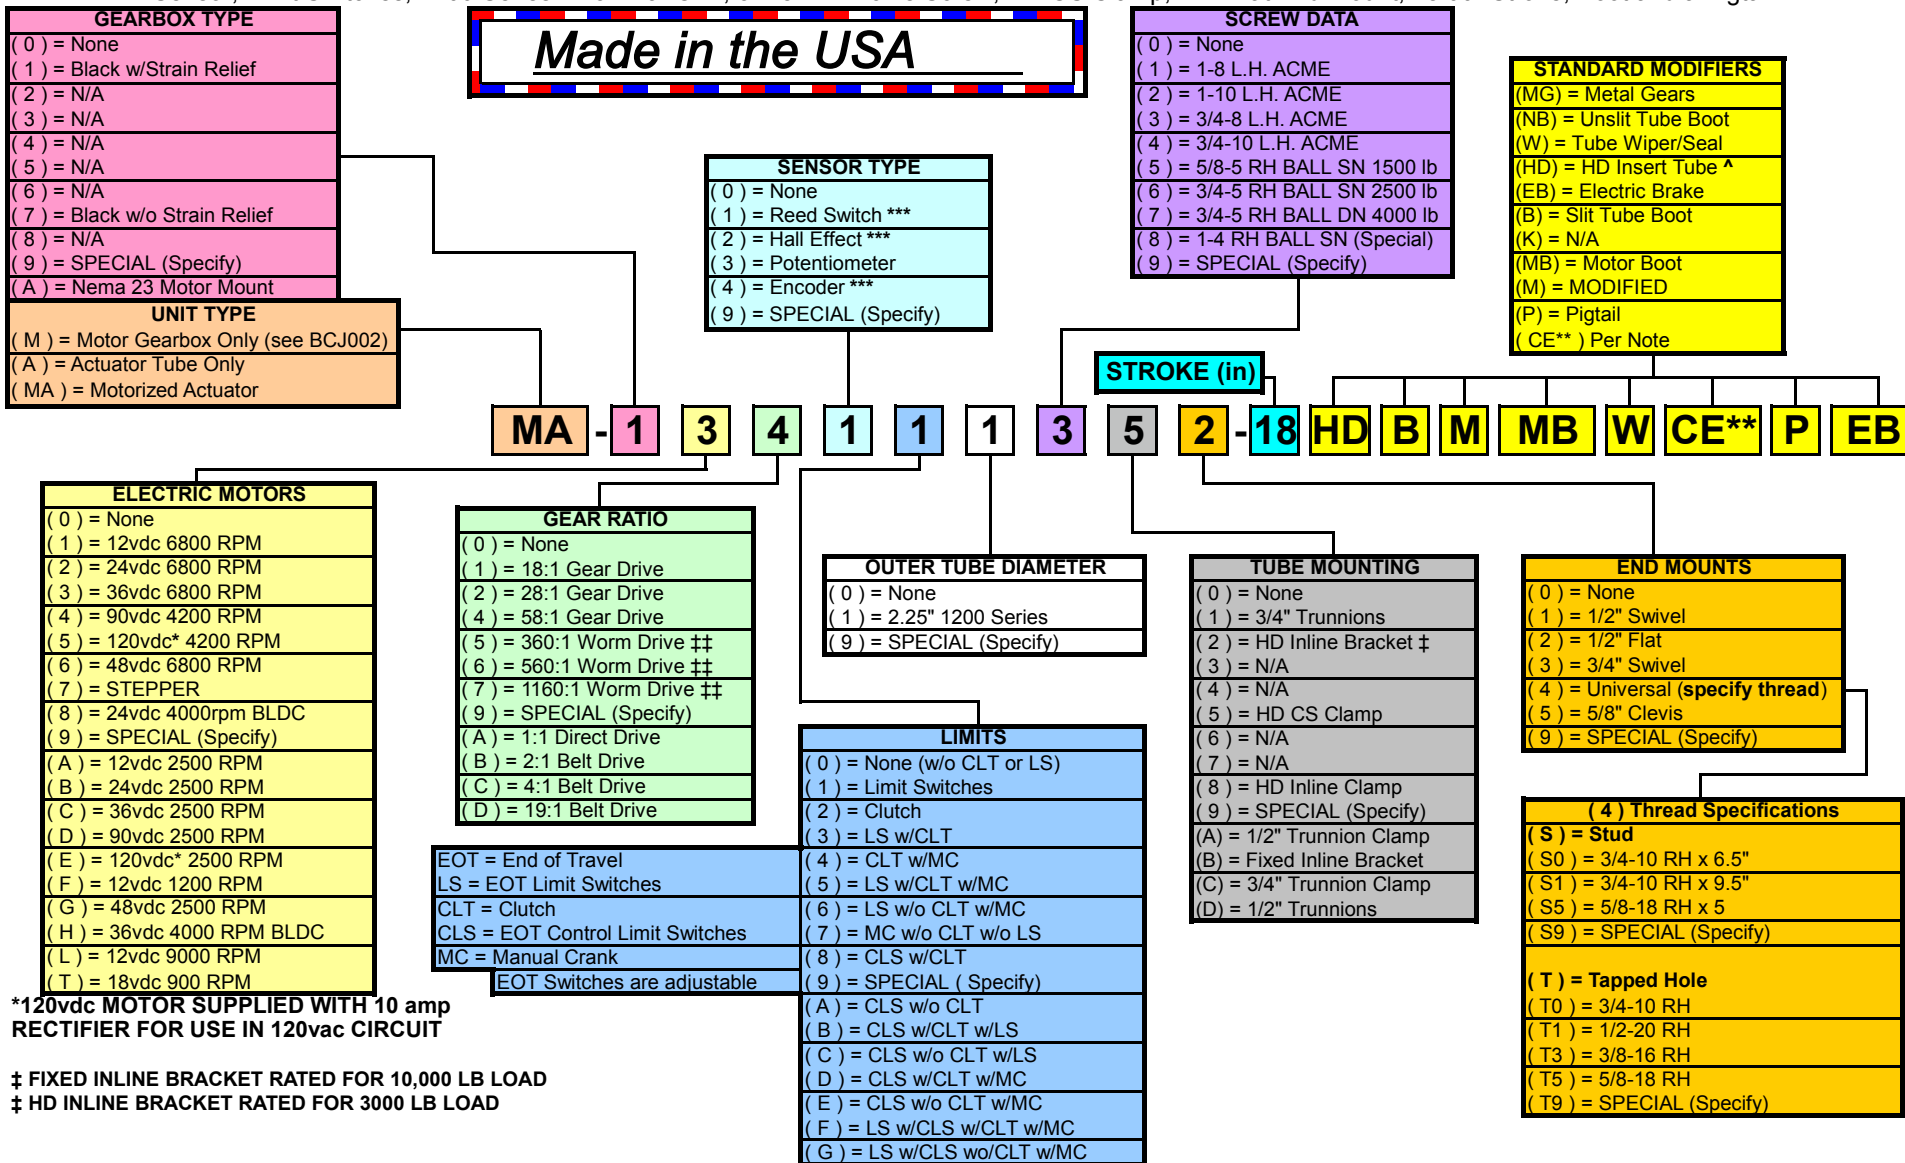 GEARBOX TYPE
( 0 ) = None
( 1 ) = Black w/Strain Relief
( 2 ) = N/A
( 3 ) = N/A
( 4 ) = N/A
( 5 ) = N/A
( 6 ) = N/A
( 7 ) = Black w/o Strain Relief
( 8 ) = N/A
( 9 ) = SPECIAL (Specify)
( A ) = Nema 23 Motor Mount
UNIT TYPE
( M ) = Motor Gearbox Only (see BCJ002)
( A ) = Actuator Tube Only
( MA ) = Motorized Actuator
Made in the USA
SENSOR TYPE
( 0 ) = None
( 1 ) = Reed Switch ***
( 2 ) = Hall Effect ***
( 3 ) = Potentiometer
( 4 ) = Encoder ***
( 9 ) = SPECIAL (Specify)
SCREW DATA
( 0 ) = None
( 1 ) = 1-8 L.H. ACME
( 2 ) = 1-10 L.H. ACME
( 3 ) = 3/4-8 L.H. ACME
( 4 ) = 3/4-10 L.H. ACME
( 5 ) = 5/8-5 RH BALL SN 1500 lb
( 6 ) = 3/4-5 RH BALL SN 2500 lb
( 7 ) = 3/4-5 RH BALL DN 4000 lb
( 8 ) = 1-4 RH BALL SN (Special)
( 9 ) = SPECIAL (Specify)
STANDARD MODIFIERS
(MG) = Metal Gears
(NB) = Unslit Tube Boot
(W) = Tube Wiper/Seal
(HD) = HD Insert Tube ^
(EB) = Electric Brake
(B) = Slit Tube Boot
(K) = N/A
(MB) = Motor Boot
(M) = MODIFIED
(P) = Pigtail
( CE** ) Per Note
STROKE (in)
MA - 1 3 4 1 1 1 3 5 2 - 18 HD B M MB W CE** P EB
ELECTRIC MOTORS
( 0 ) = None
( 1 ) = 12vdc 6800 RPM
( 2 ) = 24vdc 6800 RPM
( 3 ) = 36vdc 6800 RPM
( 4 ) = 90vdc 4200 RPM
( 5 ) = 120vdc* 4200 RPM
( 6 ) = 48vdc 6800 RPM
( 7 ) = STEPPER
( 8 ) = 24vdc 4000rpm BLDC
( 9 ) = SPECIAL (Specify)
( A ) = 12vdc 2500 RPM
( B ) = 24vdc 2500 RPM
( C ) = 36vdc 2500 RPM
( D ) = 90vdc 2500 RPM
( E ) = 120vdc* 2500 RPM
( F ) = 12vdc 1200 RPM
( G ) = 48vdc 2500 RPM
( H ) = 36vdc 4000 RPM BLDC
( L ) = 12vdc 9000 RPM
( T ) = 18vdc 900 RPM
*120vdc MOTOR SUPPLIED WITH 10 amp
RECTIFIER FOR USE IN 120vac CIRCUIT
‡ FIXED INLINE BRACKET RATED FOR 10,000 LB LOAD
‡ HD INLINE BRACKET RATED FOR 3000 LB LOAD
GEAR RATIO
( 0 ) = None
( 1 ) = 18:1 Gear Drive
( 2 ) = 28:1 Gear Drive
( 4 ) = 58:1 Gear Drive
( 5 ) = 360:1 Worm Drive ‡‡
( 6 ) = 560:1 Worm Drive ‡‡
( 7 ) = 1160:1 Worm Drive ‡‡
( 9 ) = SPECIAL (Specify)
( A ) = 1:1 Direct Drive
( B ) = 2:1 Belt Drive
( C ) = 4:1 Belt Drive
( D ) = 19:1 Belt Drive
EOT = End of Travel
LS = EOT Limit Switches
CLT = Clutch
CLS = EOT Control Limit Switches
MC = Manual Crank
EOT Switches are adjustable
OUTER TUBE DIAMETER
( 0 ) = None
( 1 ) = 2.25" 1200 Series
( 9 ) = SPECIAL (Specify)
LIMITS
( 0 ) = None (w/o CLT or LS)
( 1 ) = Limit Switches
( 2 ) = Clutch
( 3 ) = LS w/CLT
( 4 ) = CLT w/MC
( 5 ) = LS w/CLT w/MC
( 6 ) = LS w/o CLT w/MC
( 7 ) = MC w/o CLT w/o LS
( 8 ) = CLS w/CLT
( 9 ) = SPECIAL ( Specify)
( A ) = CLS w/o CLT
( B ) = CLS w/CLT w/LS
( C ) = CLS w/o CLT w/LS
( D ) = CLS w/CLT w/MC
( E ) = CLS w/o CLT w/MC
( F ) = LS w/CLS w/CLT w/MC
( G ) = LS w/CLS wo/CLT w/MC
TUBE MOUNTING
( 0 ) = None
( 1 ) = 3/4" Trunnions
( 2 ) = HD Inline Bracket ‡
( 3 ) = N/A
( 4 ) = N/A
( 5 ) = HD CS Clamp
( 6 ) = N/A
( 7 ) = N/A
( 8 ) = HD Inline Clamp
( 9 ) = SPECIAL (Specify)
(A) = 1/2" Trunnion Clamp
(B) = Fixed Inline Bracket
(C) = 3/4" Trunnion Clamp
(D) = 1/2" Trunnions
END MOUNTS
( 0 ) = None
( 1 ) = 1/2" Swivel
( 2 ) = 1/2" Flat
( 3 ) = 3/4" Swivel
( 4 ) = Universal (specify thread)
( 5 ) = 5/8" Clevis
( 9 ) = SPECIAL (Specify)
( 4 ) Thread Specifications
( S ) = Stud
( S0 ) = 3/4-10 RH x 6.5"
( S1 ) = 3/4-10 RH x 9.5"
( S5 ) = 5/8-18 RH x 5
( S9 ) = SPECIAL (Specify)
( T ) = Tapped Hole
( T0 ) = 3/4-10 RH
( T1 ) = 1/2-20 RH
( T3 ) = 3/8-16 RH
( T5 ) = 5/8-18 RH
( T9 ) = SPECIAL (Specify)